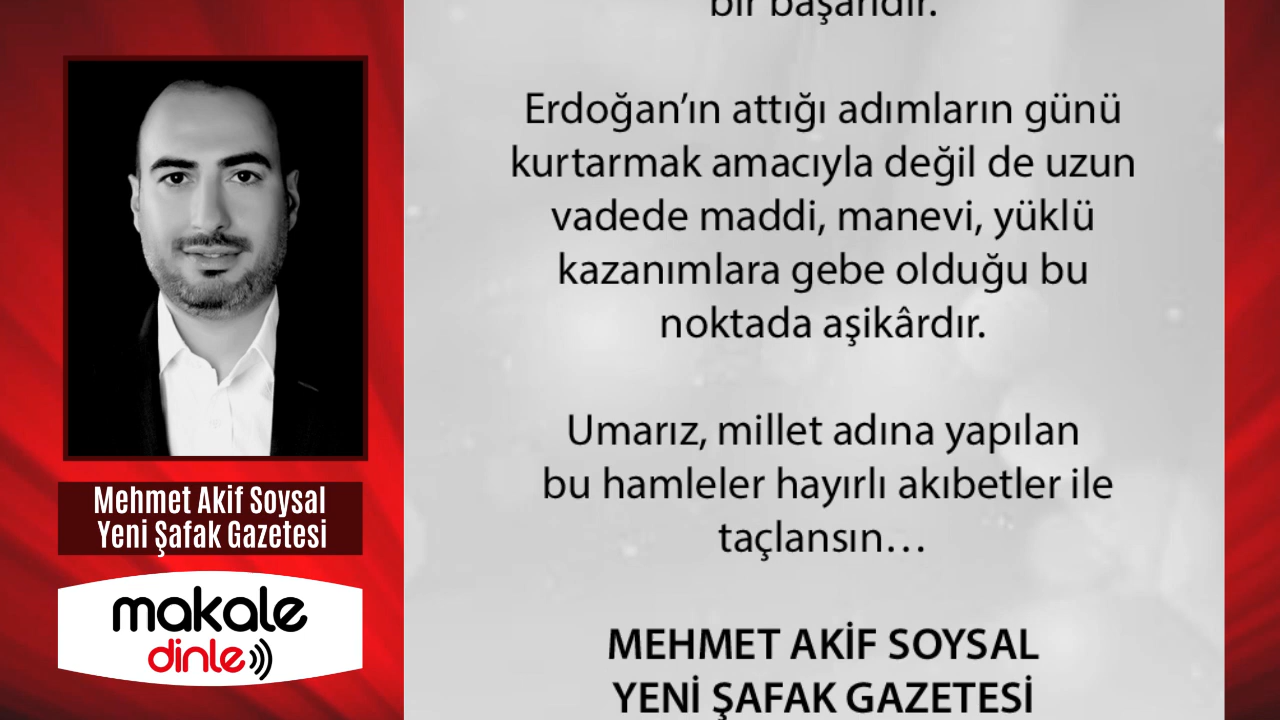 bir başarıdır.
Erdoğan’ın attığı adımların günü
kurtarmak amacıyla değil de uzun
vadede maddi, manevi, yüklü
kazanımlara gebe olduğu bu
noktada aşikârdır.
Umarız, millet adına yapılan
bu hamleler hayırlı akıbetler ile
taçlansın…
MEHMET AKİF SOYSAL
YENİ ŞAFAK GAZETESİ
Mehmet Akif Soysal
Yeni Şafak Gazetesi
makale
dinle